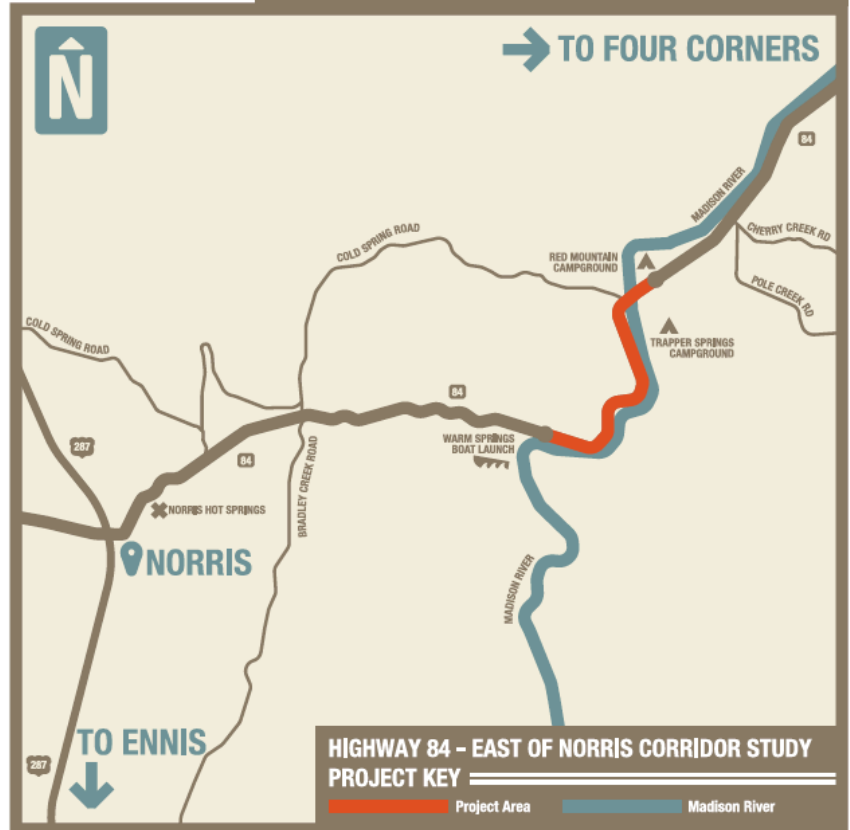 N
TO FOUR CORNERS
84
MADISON RIVER
CHERRY CREEK RD
COLD SPRING ROAD
RED MOUNTAIN
CAMPGROUND
POLE CREEK RD
COLD SPRING ROAD
TRAPPER SPRINGS
CAMPGROUND
84
WARM SPRINGS
BOAT LAUNCH
287
84
BRADLEY CREEK ROAD
NORRIS HOT SPRINGS
NORRIS
MADISON RIVER
TO ENNIS
287
HIGHWAY 84 - EAST OF NORRIS CORRIDOR STUDY
PROJECT KEY
Project Area
Madison River